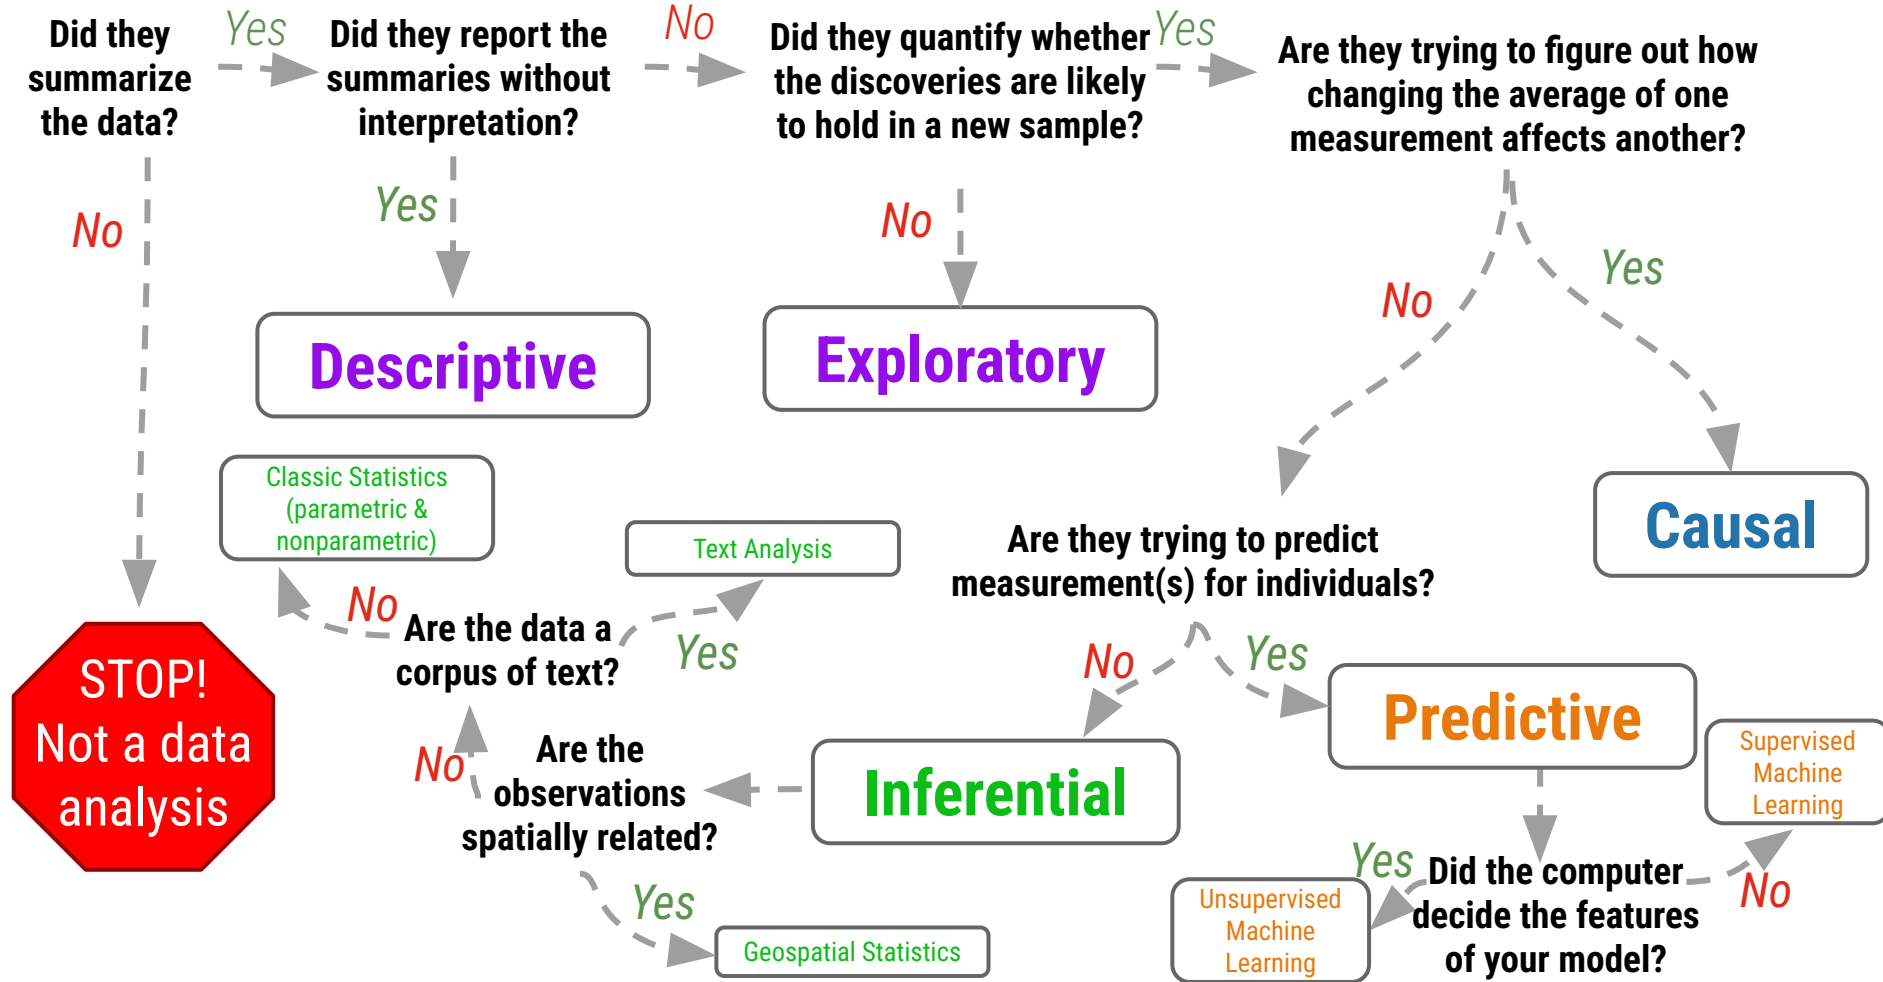 Did they
summarize
the data?
Yes
Did they report the
summaries without
interpretation?
No
Did they quantify whether
the discoveries are likely
to hold in a new sample?
Yes
Are they trying to figure out how
changing the average of one
measurement affects another?
No
Yes
No
No
Yes
Descriptive
Exploratory
Causal
Classic Statistics
(parametric &
nonparametric)
Text Analysis
Are they trying to predict
measurement(s) for individuals?
No
Are the data a
corpus of text?
Yes
No
Yes
STOP!
Not a data
analysis
Predictive
Inferential
Are the
observations
spatially related?
No
Yes
Geospatial Statistics
Supervised
Machine
Learning
Yes
Did the computer
decide the features
of your model?
No
Unsupervised
Machine
Learning